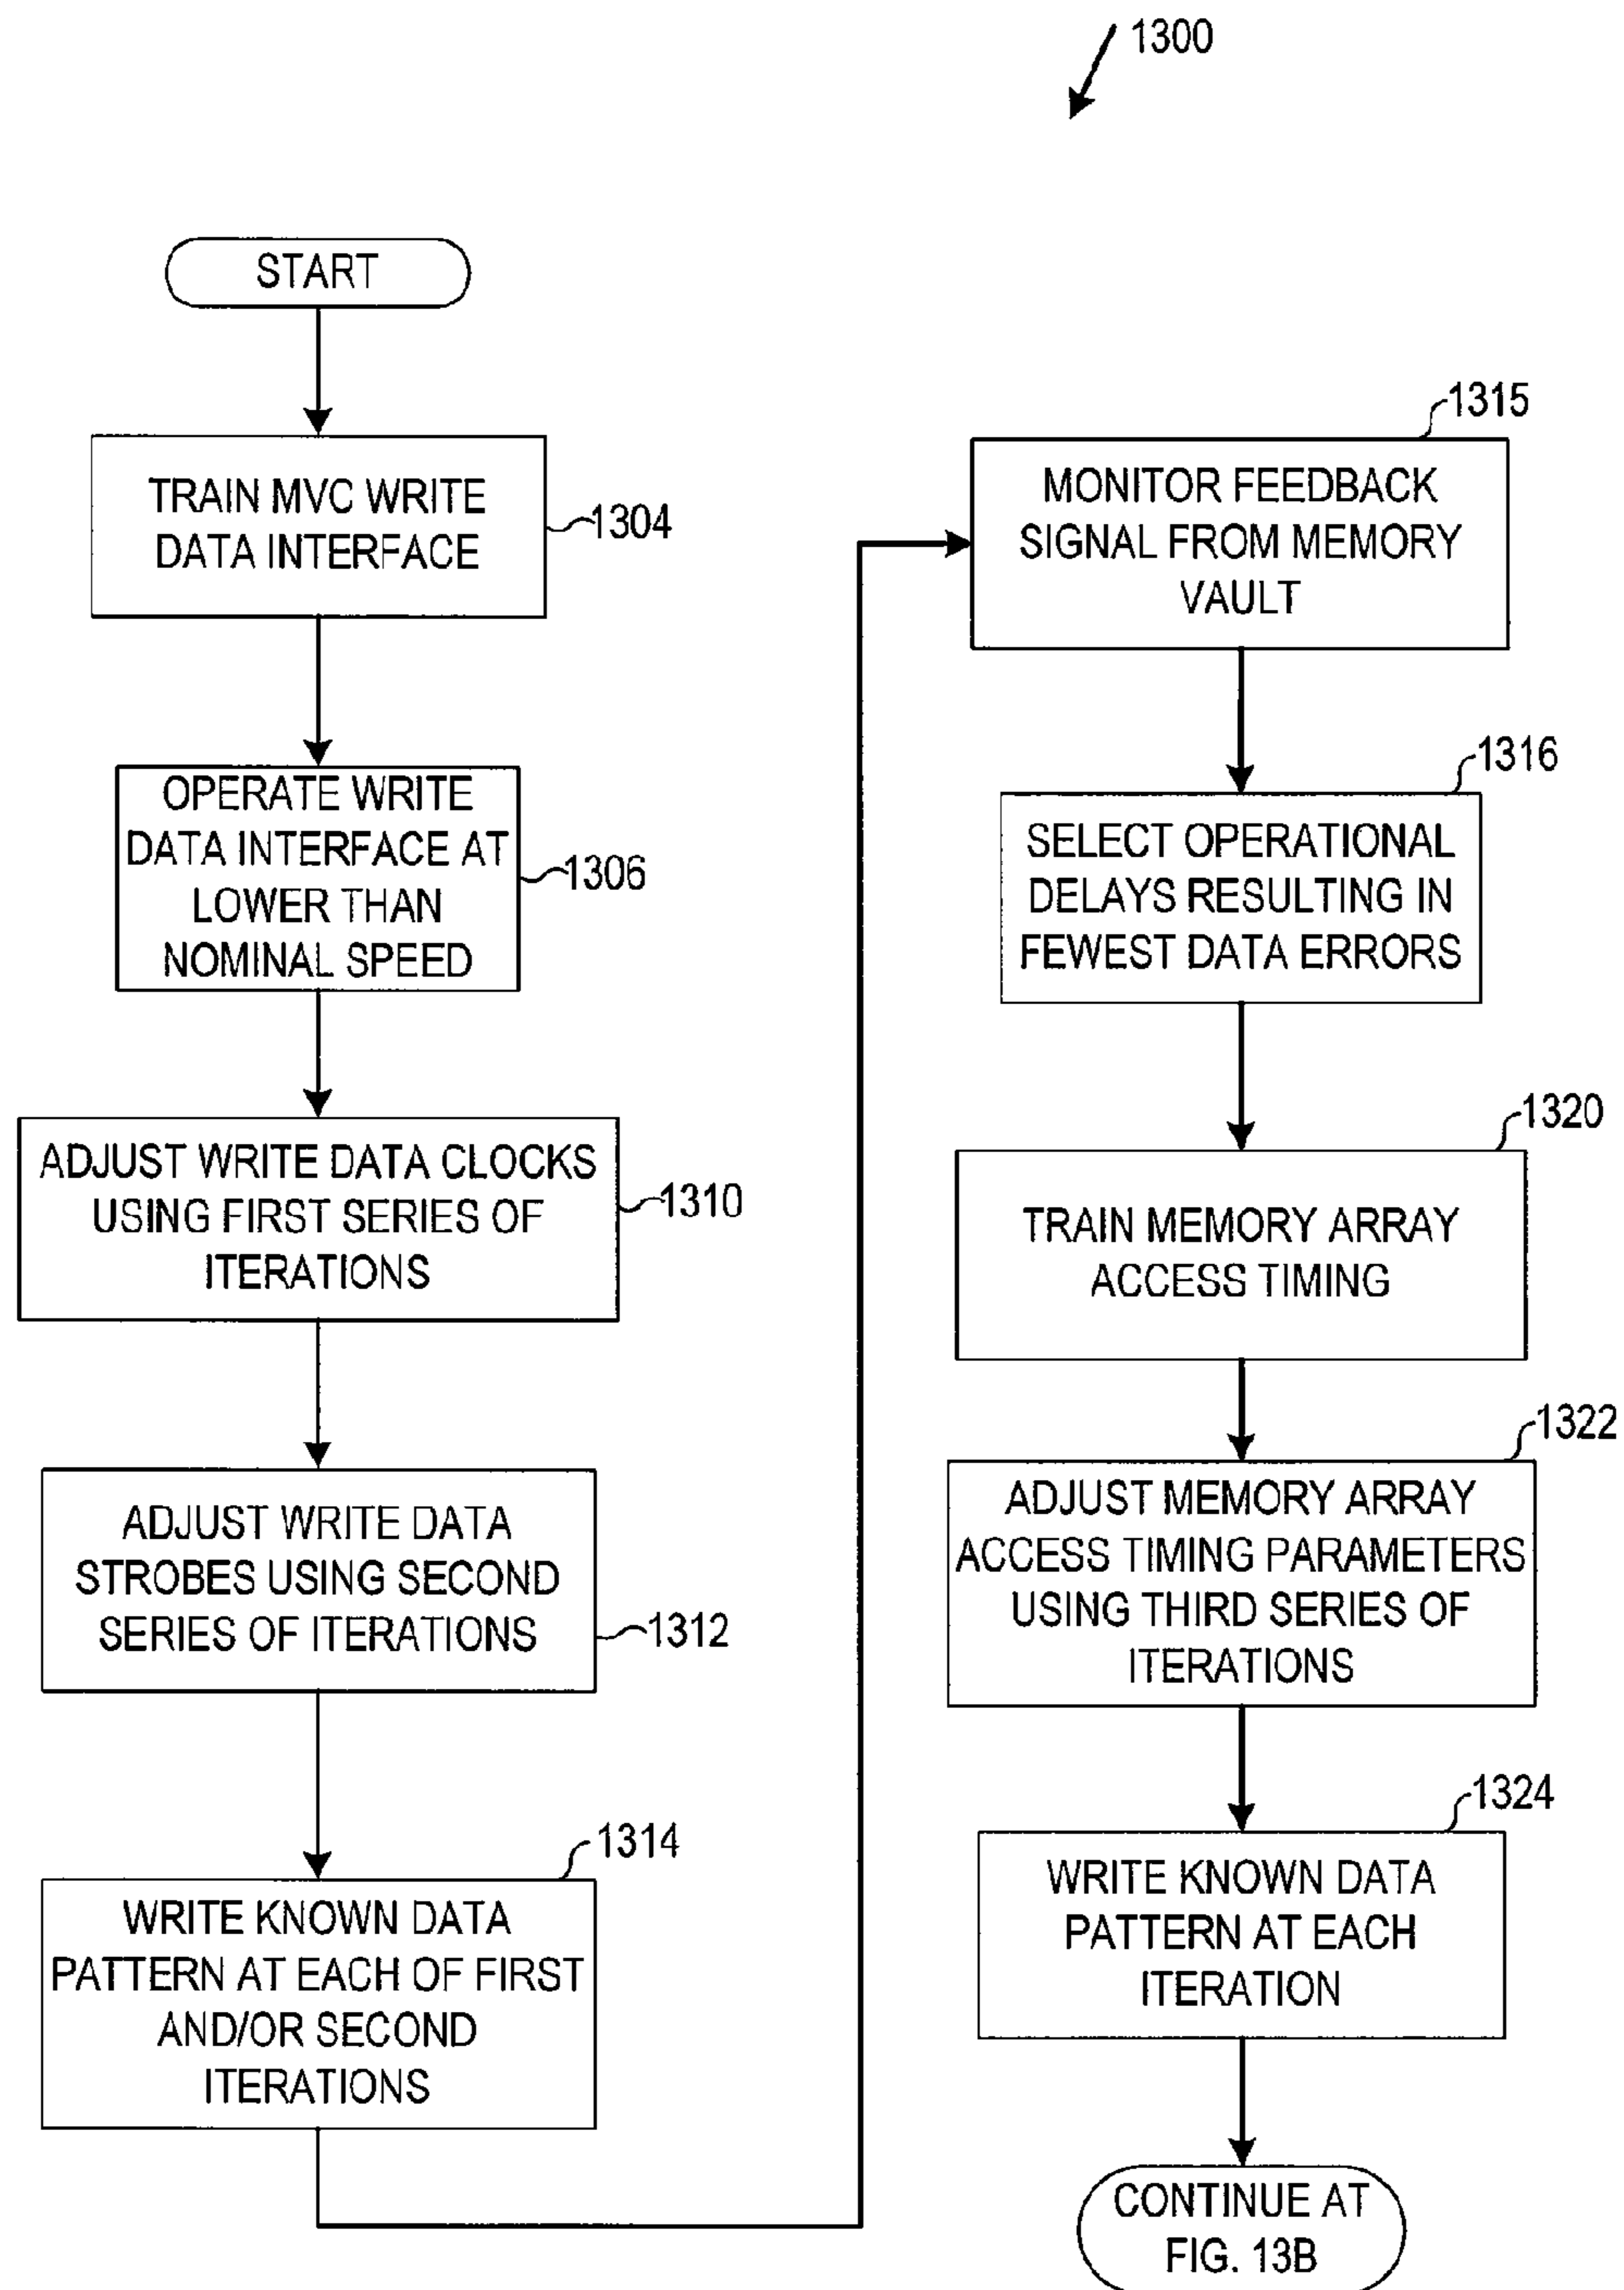 1300
START
TRAIN MVC WRITE
DATA INTERFACE
1304
OPERATE WRITE
DATA INTERFACE AT
LOWER THAN
NOMINAL SPEED
1306
ADJUST WRITE DATA CLOCKS
USING FIRST SERIES OF
ITERATIONS
1310
ADJUST WRITE DATA
STROBES USING SECOND
SERIES OF ITERATIONS
1312
1314
WRITE KNOWN DATA
PATTERN AT EACH OF FIRST
AND/OR SECOND
ITERATIONS
1315
MONITOR FEEDBACK
SIGNAL FROM MEMORY
VAULT
1316
SELECT OPERATIONAL
DELAYS RESULTING IN
FEWEST DATA ERRORS
1320
TRAIN MEMORY ARRAY
ACCESS TIMING
1322
ADJUST MEMORY ARRAY
ACCESS TIMING PARAMETERS
USING THIRD SERIES OF
ITERATIONS
1324
WRITE KNOWN DATA
PATTERN AT EACH
ITERATION
CONTINUE AT
FIG. 13B